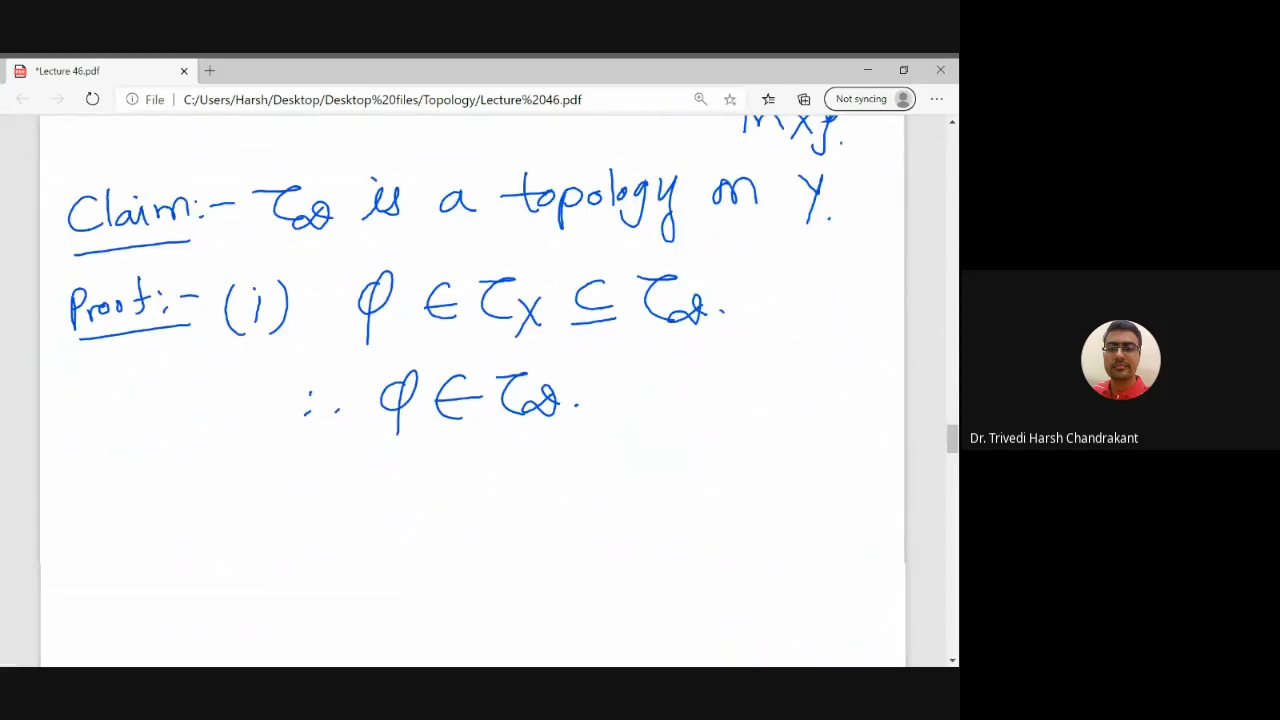 *Lecture 46.pdf
File | C:/Users/Harsh/Desktop/Desktop%20files/Topology/Lecture%2046.pdf
Not syncing
in X}.
Claim:- τ∞ is a topology on Y.
Proof:- (i) φ ∈ τX ⊆ τ∞.
∴ φ ∈ τ∞.
Dr. Trivedi Harsh Chandrakant